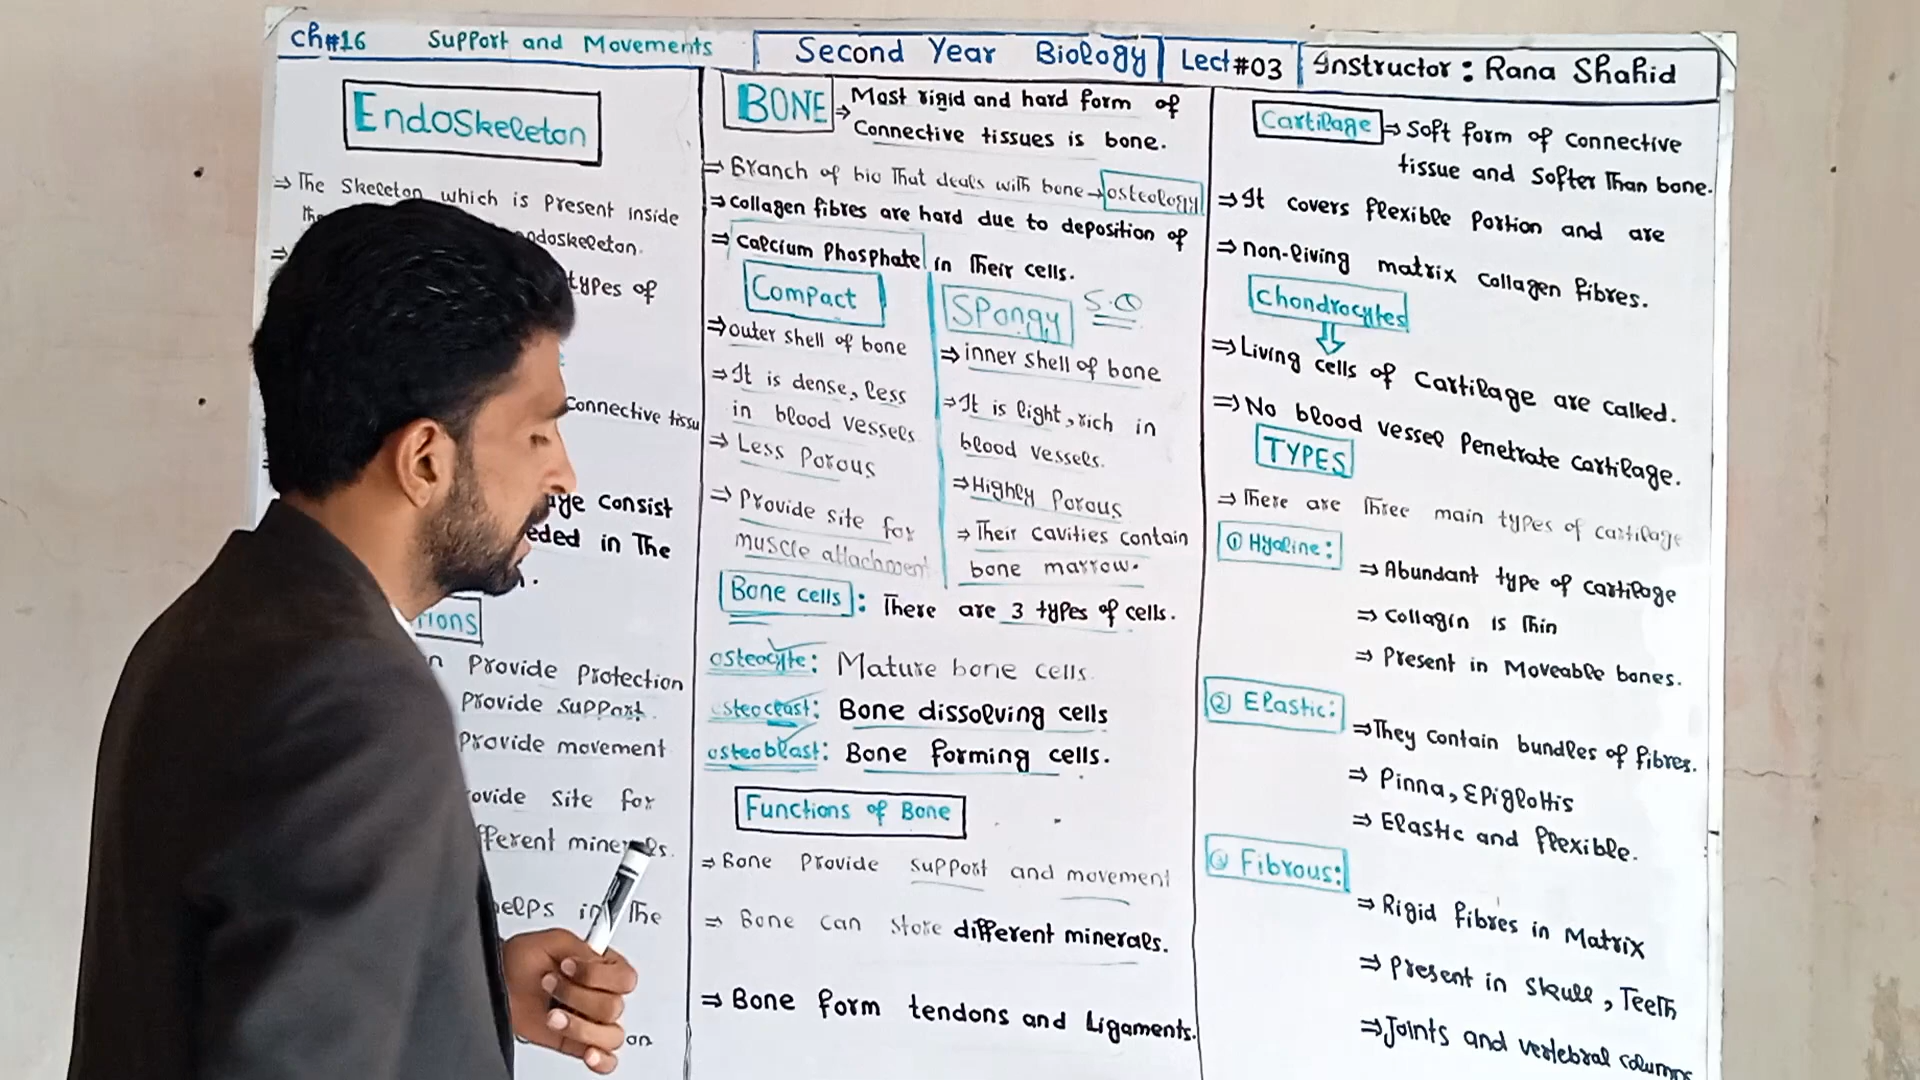 Ch#16 Support and Movements
Second Year Biology
Lect#03
Instructor: Rana Shahid
Endoskeleton
⇒ The Skeleton which is Present inside
The
endoskeleton.
⇒
types of
connective tissu
consist
in The
Provide Protection
Provide support.
Provide movement
Provide Site for
different minerals.
helps in The
on
BONE ⇒ Most rigid and hard form of
Connective tissues is bone.
⇒ Branch of bio That deals with bone → osteology
⇒ Collagen fibres are hard due to deposition of
⇒ Calcium Phosphate in Their cells.
Compact
⇒ outer shell of bone
⇒ It is dense, less
in blood vessels
⇒ Less Porous
⇒ Provide site for
muscle attachment
Spongy S.Q
⇒ inner shell of bone
⇒ It is light, rich in
blood vessels.
⇒ Highly Porous
⇒ Their cavities contain
bone marrow.
Bone cells: There are 3 types of cells.
osteocyte: Mature bone cells.
osteoclast: Bone dissolving cells
osteoblast: Bone forming cells.
Functions of Bone
⇒ Bone Provide support and movement
⇒ Bone can store different minerals.
⇒ Bone form tendons and Ligaments.
Cartilage ⇒ Soft form of connective
tissue and Softer Than bone.
⇒ It covers flexible Portion and are
⇒ non-living matrix collagen fibres.
Chondrocytes
⇒ Living cells of Cartilage are called.
⇒ No blood vessel Penetrate cartilage.
TYPES
⇒ There are Three main types of cartilage
① Hyaline:
⇒ Abundant type of cartilage
⇒ Collagin is Thin
⇒ Present in Moveable bones.
② Elastic:
⇒ They contain bundles of fibres.
⇒ Pinna, Epiglottis
⇒ Elastic and flexible.
③ Fibrous:
⇒ Rigid fibres in Matrix
⇒ Present in Skull, Teeth
⇒ Joints and vertebral columns